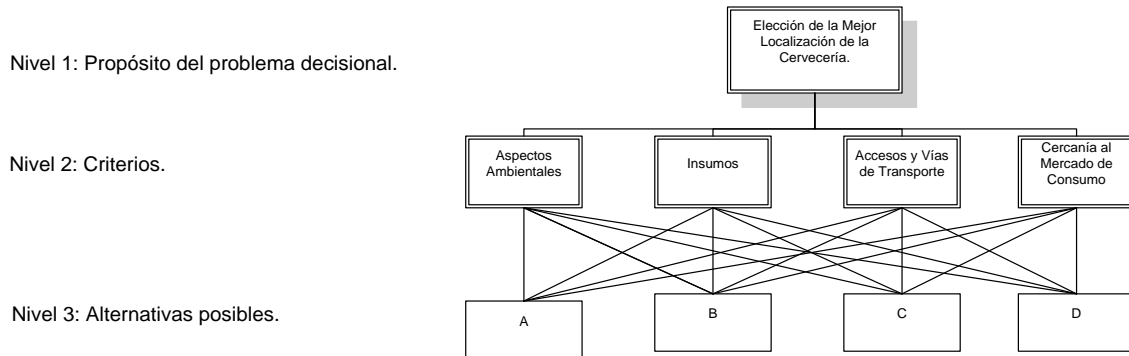 Elección de la Mejor
Localización de la
Cervecería.
Nivel 1: Propósito del problema decisional.
Nivel 2: Criterios.
Aspectos
Ambientales
Insumos
Accesos y Vías
de Transporte
Cercanía al
Mercado de
Consumo
Nivel 3: Alternativas posibles.
A
B
C
D